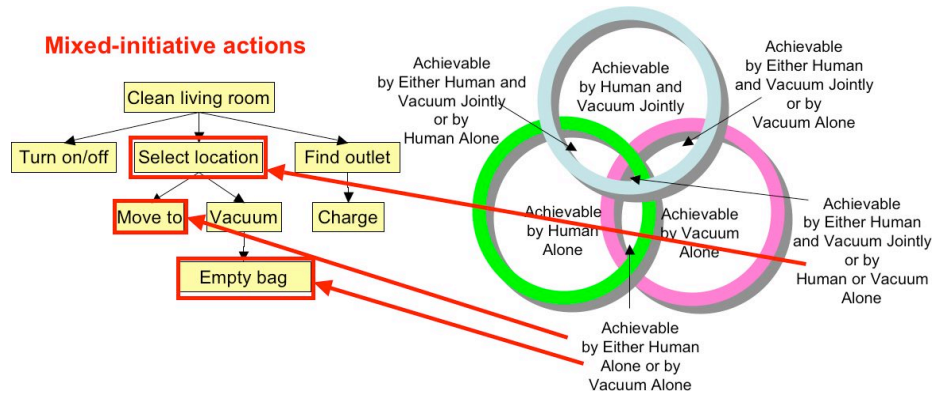 Mixed-initiative actions
Clean living room
Turn on/off
Select location
Find outlet
Move to
Vacuum
Charge
Empty bag
Achievable
by Either Human and
Vacuum Jointly
or by
Human Alone
Achievable
by Human and
Vacuum Jointly
Achievable
by Either Human
and Vacuum Jointly
or by
Vacuum Alone
Achievable
by Human
Alone
Achievable
by Vacuum
Alone
Achievable
by Either Human
and Vacuum Jointly
or by
Human or Vacuum
Alone
Achievable
by Either Human
Alone or by
Vacuum Alone